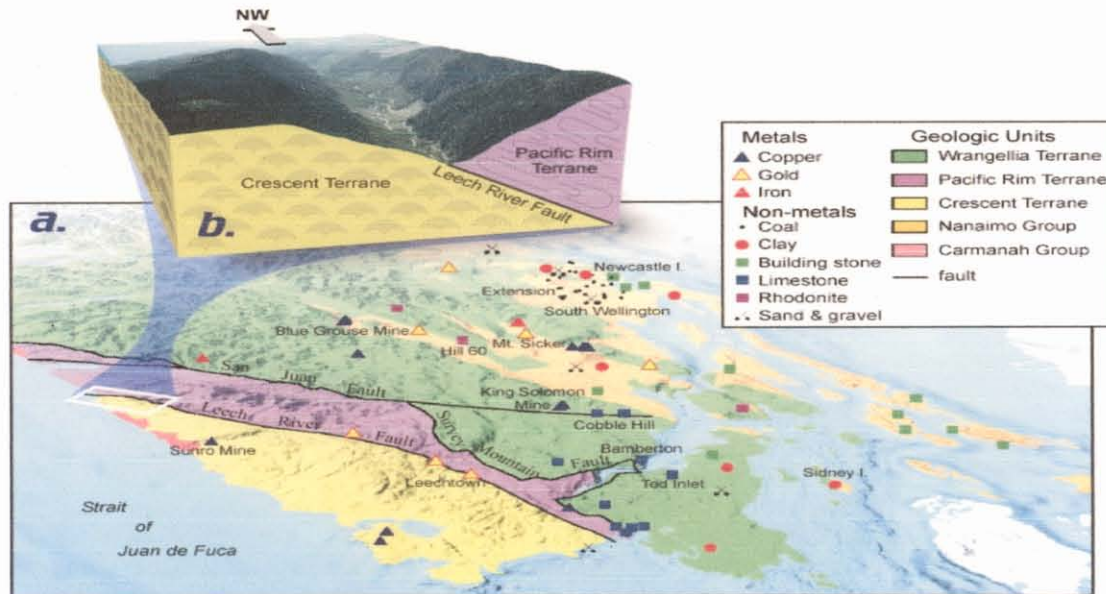 NW
Pacific Rim
Terrane
Crescent Terrane
Leech River Fault
a.
b.
Metals
Copper
Gold
Iron
Non-metals
Coal
Clay
Building stone
Limestone
Rhodonite
Sand & gravel
Geologic Units
Wrangellia Terrane
Pacific Rim Terrane
Crescent Terrane
Nanaimo Group
Carmanah Group
fault
Newcastle I.
Extension
South Wellington
Blue Grouse Mine
Mt. Sicker
Hill 60
San Juan Fault
King Solomon
Mine
Cobble Hill
Leech River Fault
Survey Mountain Fault
Bamberton
Sunro Mine
Leechtown
Tod Inlet
Sidney I.
Strait
of
Juan de Fuca